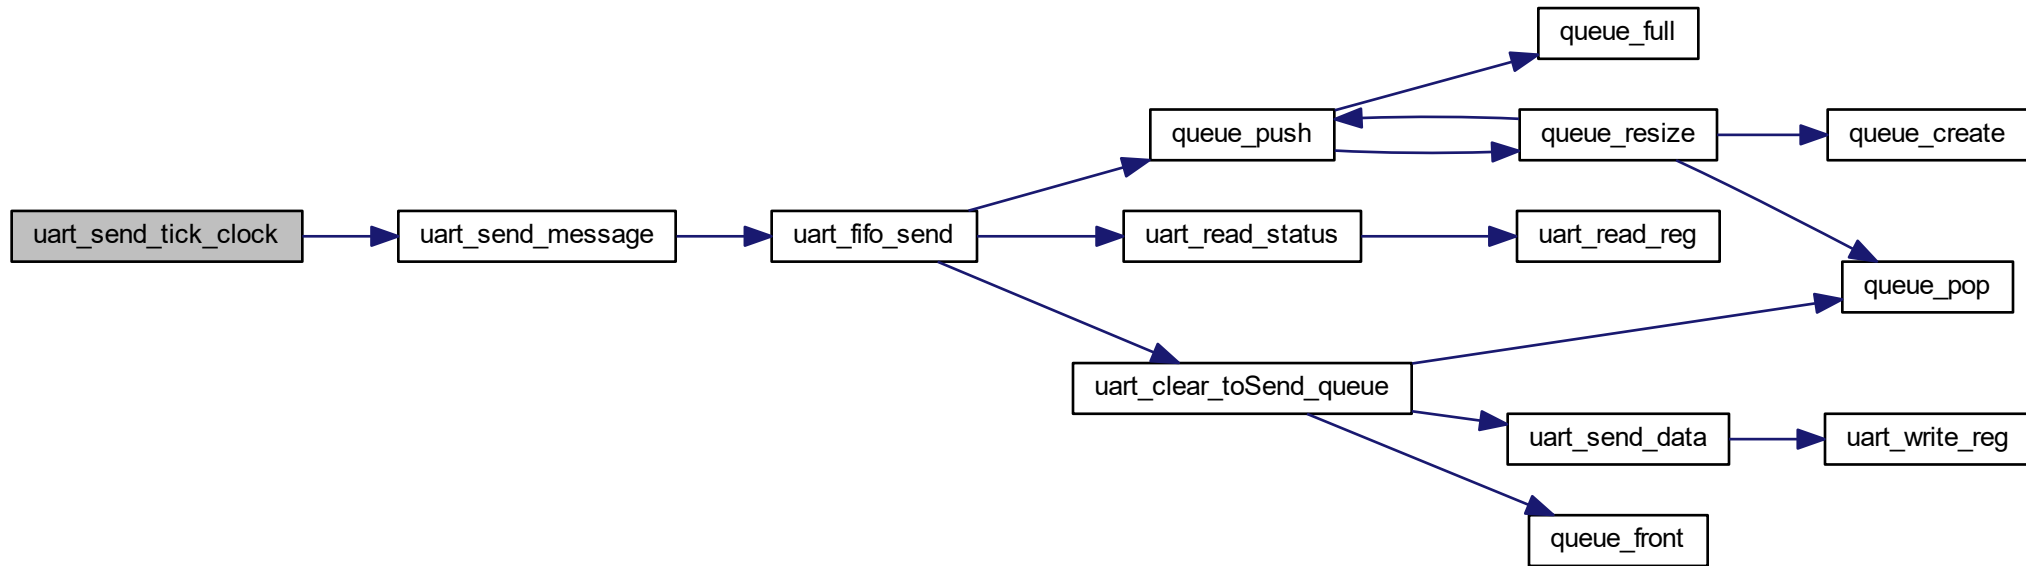 queue_full
queue_push
queue_resize
queue_create
uart_send_tick_clock
uart_send_message
uart_fifo_send
uart_read_status
uart_read_reg
queue_pop
uart_clear_toSend_queue
uart_send_data
uart_write_reg
queue_front